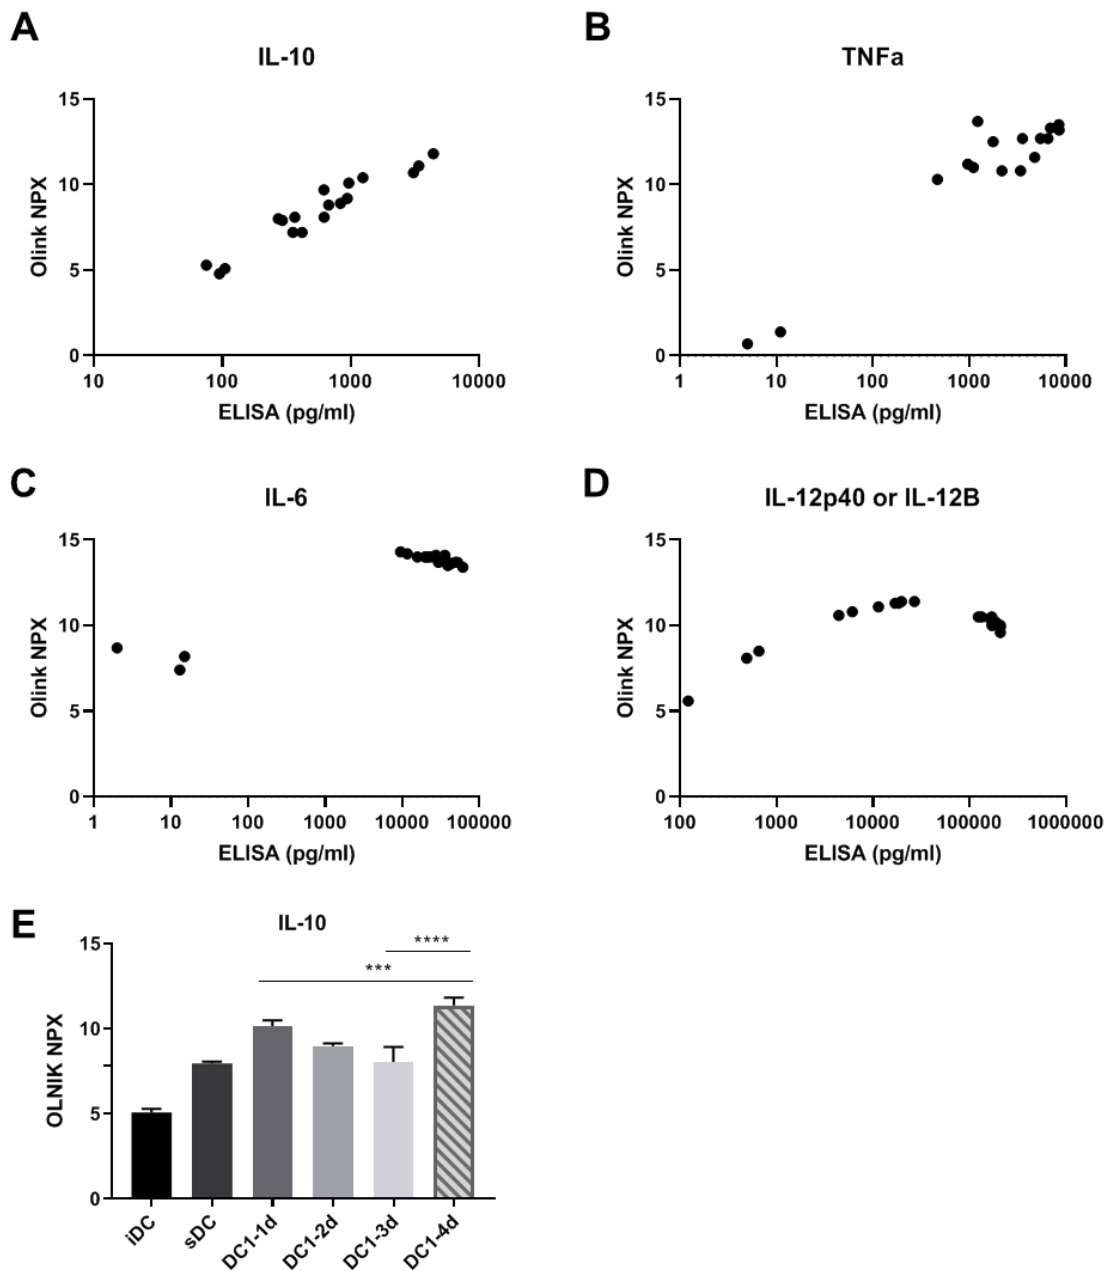 A
B
IL-10
TNFa
15
10
5
0
Olink NPX
10
100
1000
10000
ELISA (pg/ml)
15
10
5
0
Olink NPX
1
10
100
1000
10000
ELISA (pg/ml)
C
D
IL-6
IL-12p40 or IL-12B
15
10
5
0
Olink NPX
1
10
100
1000
10000
100000
ELISA (pg/ml)
15
10
5
0
Olink NPX
100
1000
10000
100000
1000000
ELISA (pg/ml)
E
IL-10
****
***
15
10
5
0
OLNIK NPX
iDC
sDC
DC1-1d
DC1-2d
DC1-3d
DC1-4d